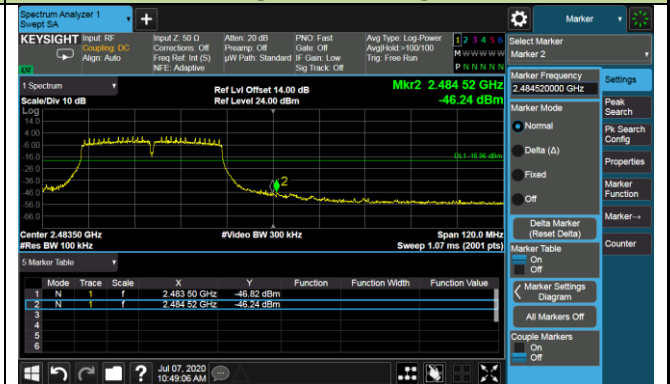 Spectrum Analyzer 1
Swept SA
KEYSIGHT
Input: RF
Coupling: DC
Align: Auto
Input Z: 50 Ω
Corrections: Off
Freq Ref: Int (S)
NFE: Adaptive
Atten: 20 dB
Preamp: Off
µW Path: Standard
PNO: Fast
Gate: Off
IF Gain: Low
Sig Track: Off
Avg Type: Log-Power
Avg|Hold:>100/100
Trig: Free Run
1 2 3 4 5 6
M W W W W W
P N N N N N
LXI
1 Spectrum
Scale/Div 10 dB
Ref Lvl Offset 14.00 dB
Ref Level 24.00 dBm
Mkr2 2.484 52 GHz
-46.24 dBm
Log
14.0
4.00
-6.00
-16.0
-26.0
-36.0
-46.0
-56.0
-66.0
DL1 -16.96 dBm
2
Center 2.48350 GHz
#Res BW 100 kHz
#Video BW 300 kHz
Span 120.0 MHz
Sweep 1.07 ms (2001 pts)
5 Marker Table
Mode Trace Scale X Y Function Function Width Function Value
1 N 1 f 2.483 50 GHz -46.82 dBm
2 N 1 f 2.484 52 GHz -46.24 dBm
3
4
5
6
Jul 07, 2020
10:49:06 AM
Marker
Select Marker
Marker 2
Marker Frequency
2.484520000 GHz
Marker Mode
Normal
Delta (Δ)
Fixed
Off
Delta Marker
(Reset Delta)
Marker Table
On
Off
Marker Settings
Diagram
All Markers Off
Couple Markers
On
Off
Settings
Peak
Search
Pk Search
Config
Properties
Marker
Function
Marker→
Counter